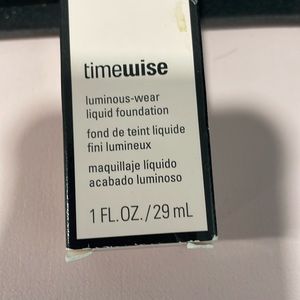 timewise
luminous-wear
liquid foundation
fond de teint liquide
fini lumineux
maquillaje líquido
acabado luminoso
1 FL.OZ./29 mL